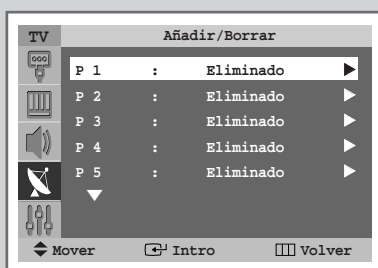 TV Añadir/Borrar
P 1 : Eliminado
P 2 : Eliminado
P 3 : Eliminado
P 4 : Eliminado
P 5 : Eliminado
Mover Intro Volver